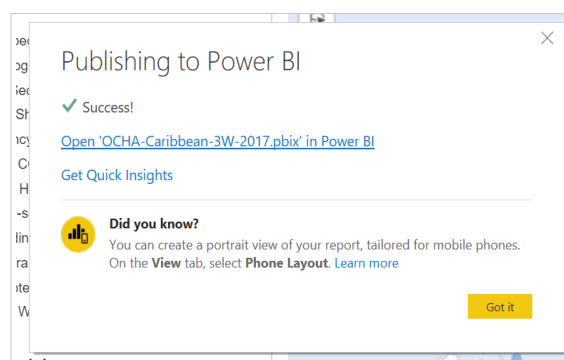 Publishing to Power BI
Success!
Open 'OCHA-Caribbean-3W-2017.pbix' in Power BI
Get Quick Insights
Did you know?
You can create a portrait view of your report, tailored for mobile phones.
On the View tab, select Phone Layout. Learn more
Got it